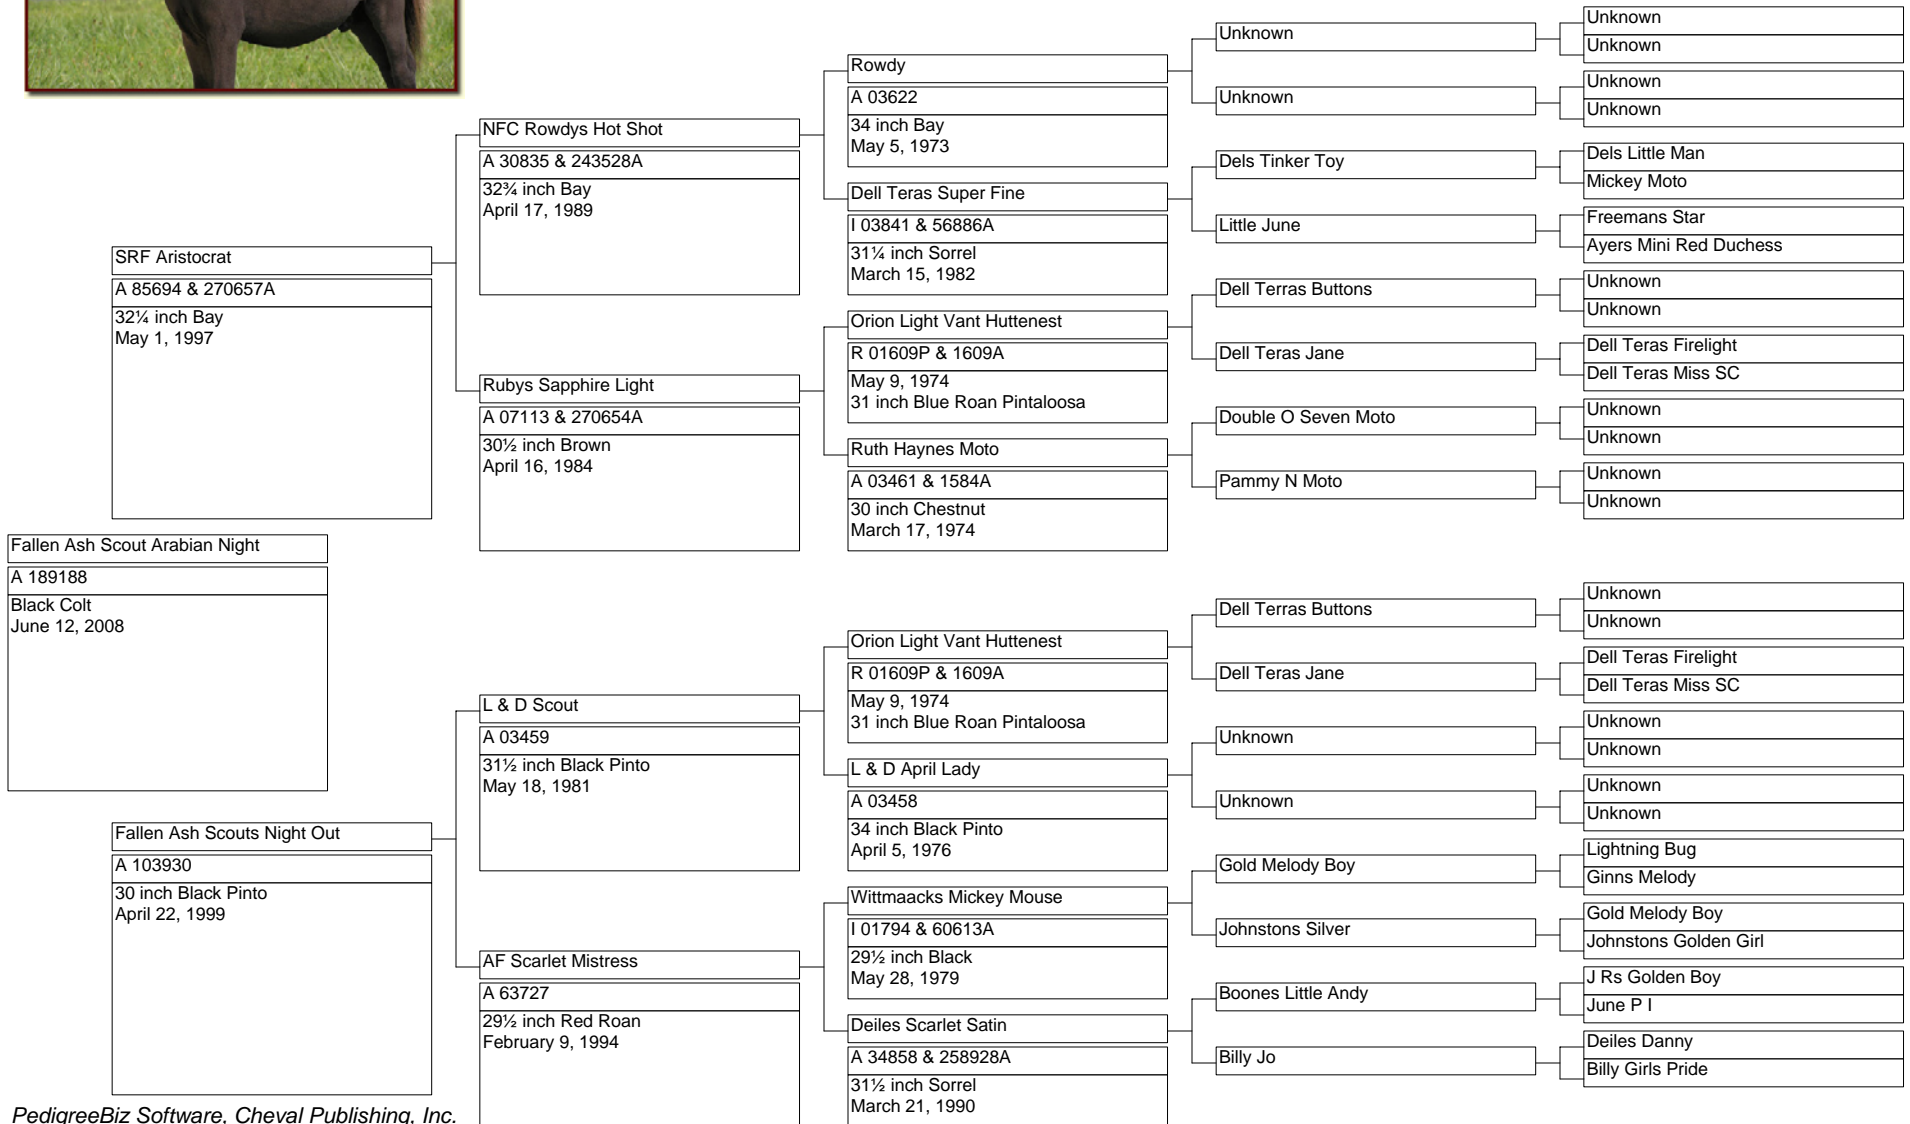 Fallen Ash Scout Arabian Night
A 189188
Black Colt
June 12, 2008
SRF Aristocrat
A 85694 & 270657A
32¼ inch Bay
May 1, 1997
Fallen Ash Scouts Night Out
A 103930
30 inch Black Pinto
April 22, 1999
NFC Rowdys Hot Shot
A 30835 & 243528A
32¾ inch Bay
April 17, 1989
Rubys Sapphire Light
A 07113 & 270654A
30½ inch Brown
April 16, 1984
L & D Scout
A 03459
31½ inch Black Pinto
May 18, 1981
AF Scarlet Mistress
A 63727
29½ inch Red Roan
February 9, 1994
Rowdy
A 03622
34 inch Bay
May 5, 1973
Dell Teras Super Fine
I 03841 & 56886A
31¼ inch Sorrel
March 15, 1982
Orion Light Vant Huttenest
R 01609P & 1609A
May 9, 1974
31 inch Blue Roan Pintaloosa
Ruth Haynes Moto
A 03461 & 1584A
30 inch Chestnut
March 17, 1974
Orion Light Vant Huttenest
R 01609P & 1609A
May 9, 1974
31 inch Blue Roan Pintaloosa
L & D April Lady
A 03458
34 inch Black Pinto
April 5, 1976
Wittmaacks Mickey Mouse
I 01794 & 60613A
29½ inch Black
May 28, 1979
Deiles Scarlet Satin
A 34858 & 258928A
31½ inch Sorrel
March 21, 1990
Unknown
Unknown
Dels Tinker Toy
Little June
Dell Terras Buttons
Dell Teras Jane
Double O Seven Moto
Pammy N Moto
Dell Terras Buttons
Dell Teras Jane
Unknown
Unknown
Gold Melody Boy
Johnstons Silver
Boones Little Andy
Billy Jo
Unknown
Unknown
Unknown
Unknown
Dels Little Man
Mickey Moto
Freemans Star
Ayers Mini Red Duchess
Unknown
Unknown
Dell Teras Firelight
Dell Teras Miss SC
Unknown
Unknown
Unknown
Unknown
Unknown
Unknown
Dell Teras Firelight
Dell Teras Miss SC
Unknown
Unknown
Unknown
Unknown
Lightning Bug
Ginns Melody
Gold Melody Boy
Johnstons Golden Girl
J Rs Golden Boy
June P I
Deiles Danny
Billy Girls Pride
PedigreeBiz Software, Cheval Publishing, Inc.